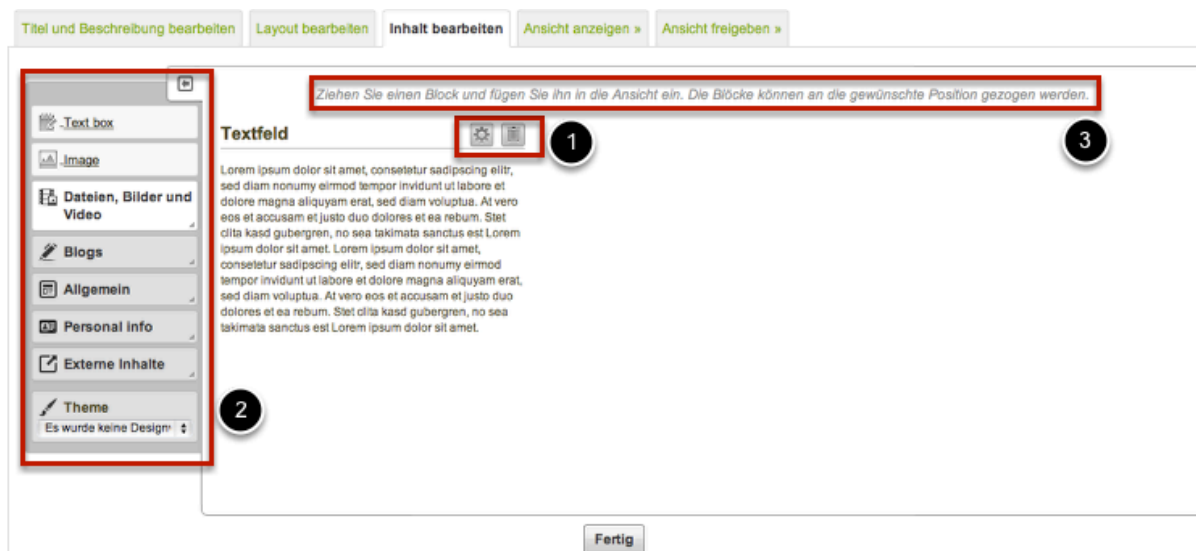 Titel und Beschreibung bearbeiten
Layout bearbeiten
Inhalt bearbeiten
Ansicht anzeigen »
Ansicht freigeben »
Ziehen Sie einen Block und fügen Sie ihn in die Ansicht ein. Die Blöcke können an die gewünschte Position gezogen werden.
Text box
Image
Dateien, Bilder und
Video
Blogs
Allgemein
Personal info
Externe Inhalte
Theme
Es wurde keine Design
2
Textfeld
1
3
Lorem ipsum dolor sit amet, consetetur sadipscing elitr,
sed diam nonumy eirmod tempor invidunt ut labore et
dolore magna aliquyam erat, sed diam voluptua. At vero
eos et accusam et justo duo dolores et ea rebum. Stet
clita kasd gubergren, no sea takimata sanctus est Lorem
ipsum dolor sit amet. Lorem ipsum dolor sit amet,
consetetur sadipscing elitr, sed diam nonumy eirmod
tempor invidunt ut labore et dolore magna aliquyam erat,
sed diam voluptua. At vero eos et accusam et justo duo
dolores et ea rebum. Stet clita kasd gubergren, no sea
takimata sanctus est Lorem ipsum dolor sit amet.
Fertig